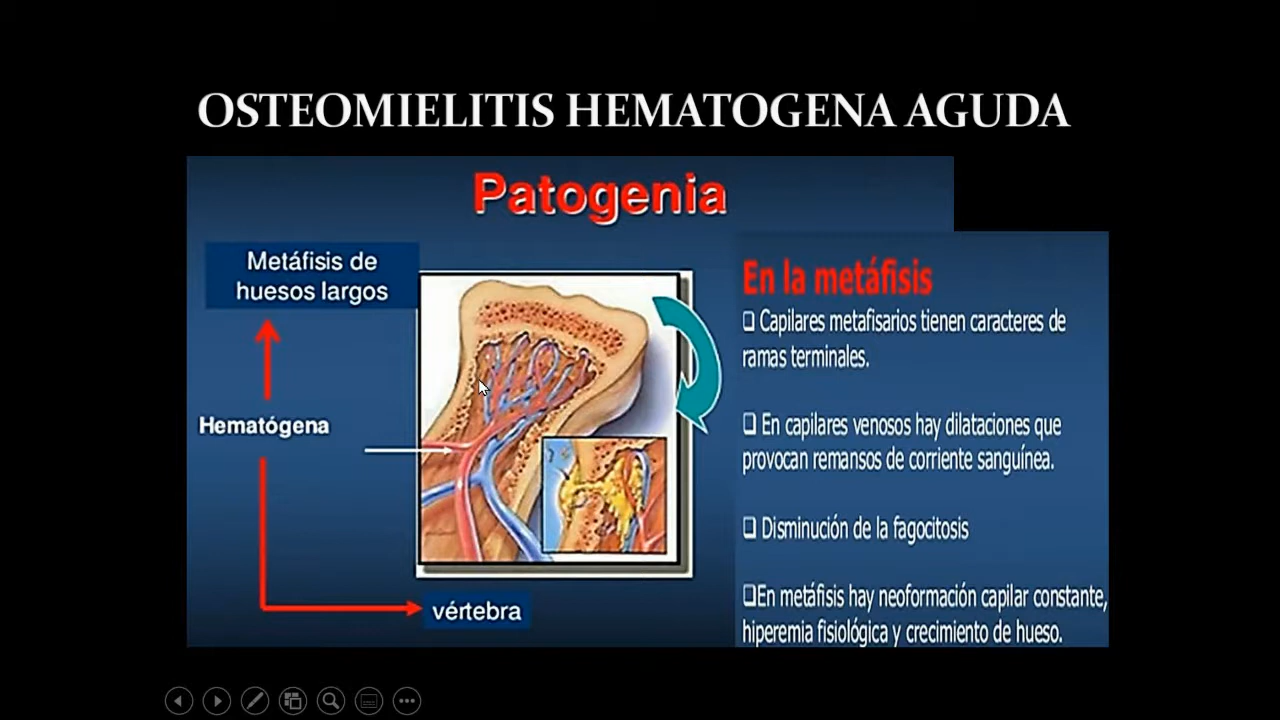 OSTEOMIELITIS HEMATOGENA AGUDA
Patogenia
Metáfisis de
huesos largos
Hematógena
vértebra
En la metáfisis
❑ Capilares metafisarios tienen caracteres de
ramas terminales.
❑ En capilares venosos hay dilataciones que
provocan remansos de corriente sanguínea.
❑ Disminución de la fagocitosis
❑En metáfisis hay neoformación capilar constante,
hiperemia fisiológica y crecimiento de hueso.